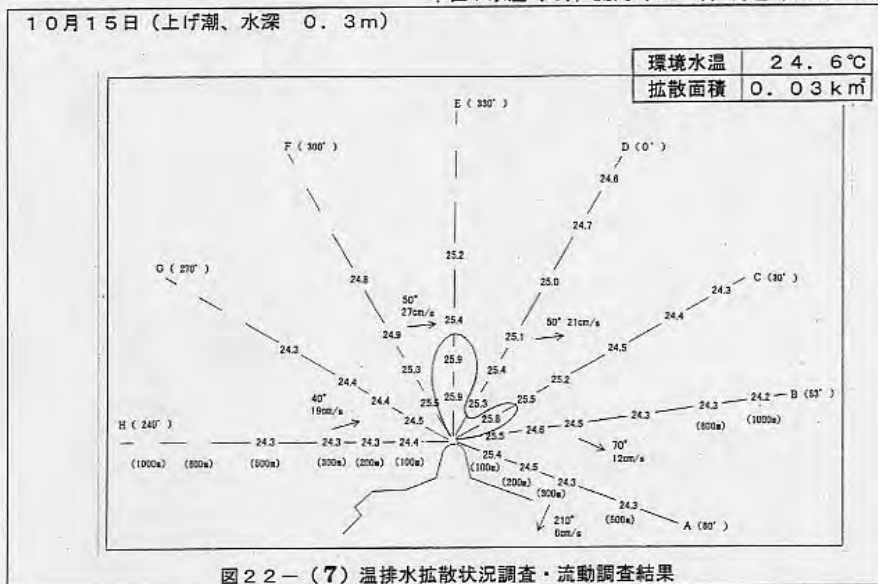 10月15日(上げ潮、水深 0.3m)
環境水温 24.6℃
拡散面積 0.03k㎡
E(330°)
F(300°)
D(0°)
24.6
24.7
G(270°)
24.8
25.2
25.0
C(30°)
24.3
24.4
50°
27cm/s
24.3
24.9
25.4
25.1
50° 21cm/s
24.5
24.4
25.3
25.9
25.4
25.2
B(53°)
40°
19cm/s
24.4
25.5
25.9
25.3
25.5
24.3
24.3
24.2
(800m)
(1000m)
H(240°)
24.5
25.8
24.6
24.5
24.3
24.3
24.3
24.4
25.5
70°
12cm/s
(1000m)
(800m)
(500m)
(300m)
(200m)
(100m)
25.4
(100m)
24.5
(200m)
24.3
(300m)
24.3
(500m)
A(80°)
210°
6cm/s
図22-(7)温排水拡散状況調査・流動調査結果